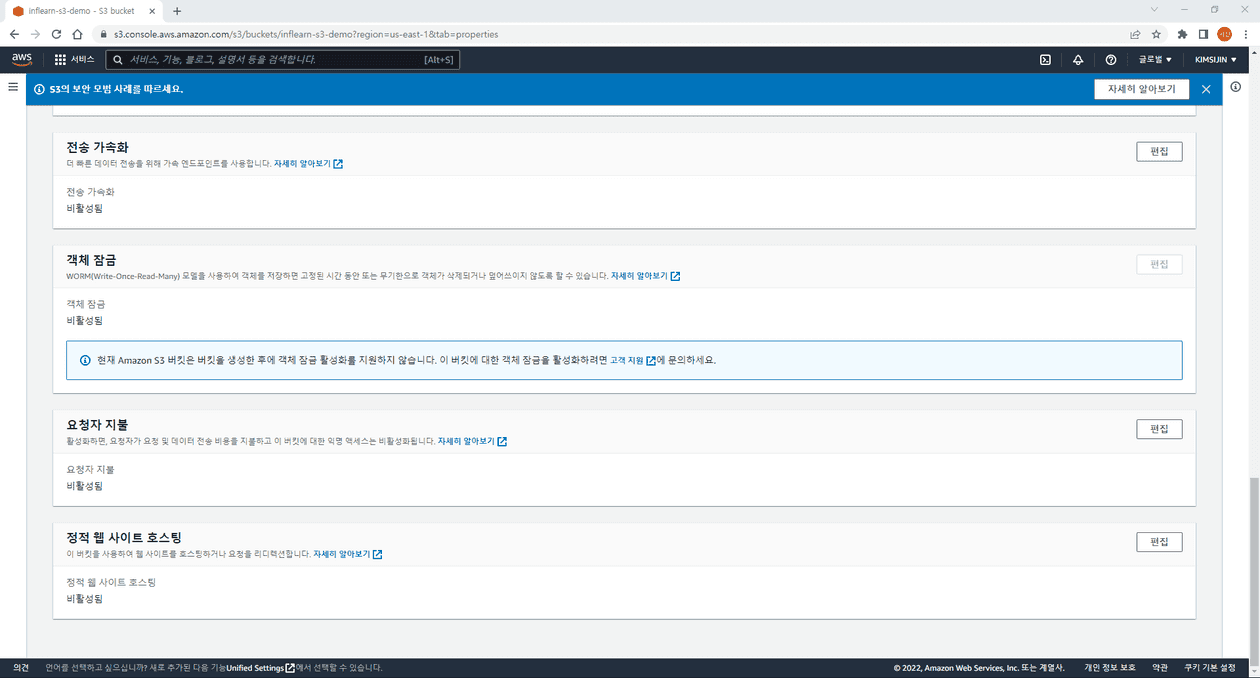 inflearn-s3-demo - S3 bucket
s3.console.aws.amazon.com/s3/buckets/inflearn-s3-demo?region=us-east-1&tab=properties
aws 서비스 서비스, 기능, 블로그, 설명서 등을 검색합니다. [Alt+S] 글로벌 KIMSIJIN
S3의 보안 모범 사례를 따르세요. 자세히 알아보기
전송 가속화 편집
더 빠른 데이터 전송을 위해 가속 엔드포인트를 사용합니다. 자세히 알아보기
전송 가속화
비활성됨
객체 잠금 편집
WORM(Write-Once-Read-Many) 모델을 사용하여 객체를 저장하면 고정된 시간 동안 또는 무기한으로 객체가 삭제되거나 덮어쓰이지 않도록 할 수 있습니다. 자세히 알아보기
객체 잠금
비활성됨
현재 Amazon S3 버킷은 버킷을 생성한 후에 객체 잠금 활성화를 지원하지 않습니다. 이 버킷에 대한 객체 잠금을 활성화하려면 고객 지원에 문의하세요.
요청자 지불 편집
활성화하면, 요청자가 요청 및 데이터 전송 비용을 지불하고 이 버킷에 대한 익명 액세스는 비활성화됩니다. 자세히 알아보기
요청자 지불
비활성됨
정적 웹 사이트 호스팅 편집
이 버킷을 사용하여 웹 사이트를 호스팅하거나 요청을 리디렉션합니다. 자세히 알아보기
정적 웹 사이트 호스팅
비활성됨
의견 언어를 선택하고 싶으십니까? 새로 추가된 다음 기능Unified Settings에서 선택할 수 있습니다. © 2022, Amazon Web Services, Inc. 또는 계열사. 개인 정보 보호 약관 쿠키 기본 설정